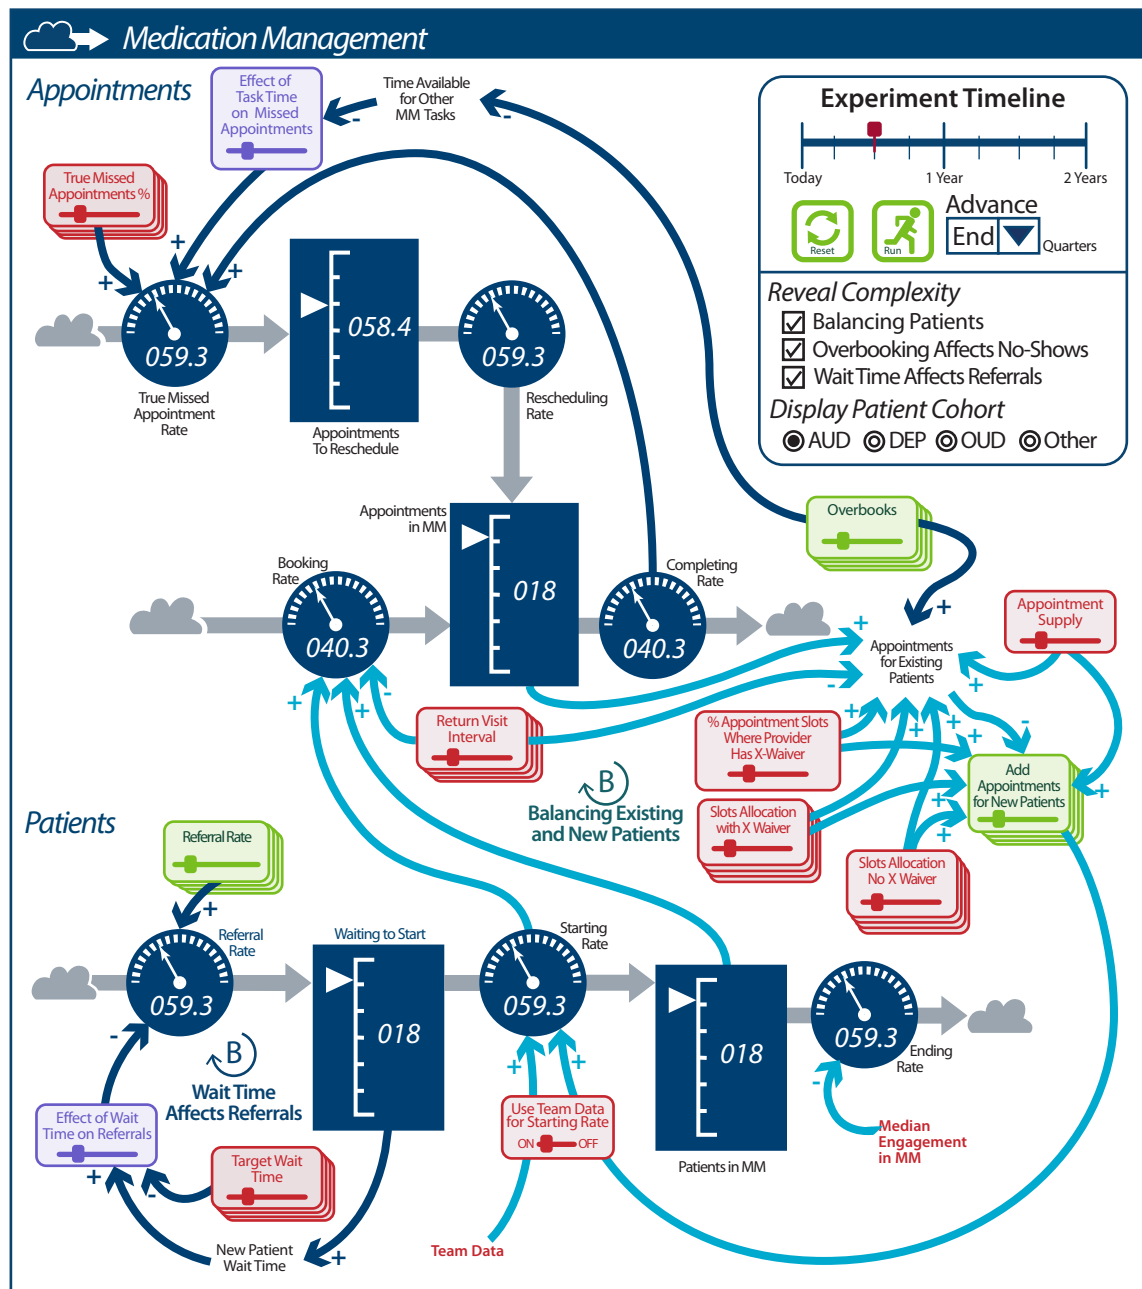 Medication Management
Appointments
Effect of
Task Time
on Missed
Appointments
-
Time Available
for Other
MM Tasks
-
Experiment Timeline
Today
1 Year
2 Years
Reset
Run
Advance
End
Quarters
Reveal Complexity
Balancing Patients
Overbooking Affects No-Shows
Wait Time Affects Referrals
Display Patient Cohort
AUD
DEP
OUD
Other
True Missed
Appointments %
+
+
+
059.3
True Missed
Appointment
Rate
058.4
Appointments
To Reschedule
059.3
Rescheduling
Rate
Appointments
in MM
018
Booking
Rate
040.3
Completing
Rate
040.3
Overbooks
+
Appointment
Supply
Appointments
for Existing
Patients
+
-
+
+
-
+
Return Visit
Interval
-
+
+
% Appointment Slots
Where Provider
Has X-Waiver
+
+
+
+
Add
Appointments
for New Patients
+
+
+
B
Balancing Existing
and New Patients
Slots Allocation
with X Waiver
Slots Allocation
No X Waiver
Patients
Referral Rate
+
Referral
Rate
059.3
Waiting to Start
018
Starting
Rate
059.3
018
Patients in MM
059.3
Ending
Rate
-
B
Wait Time
Affects Referrals
-
Effect of Wait
Time on Referrals
+
-
Target Wait
Time
New Patient
Wait Time
+
+
+
Use Team Data
for Starting Rate
ON
OFF
Team Data
Median
Engagement
in MM